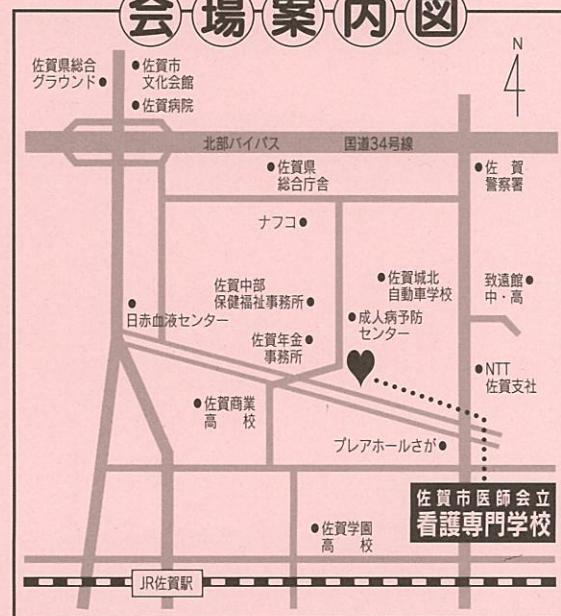 会場案内図
N
佐賀県総合
グラウンド
佐賀市
文化会館
佐賀病院
北部バイパス
国道34号線
佐賀県
総合庁舎
佐賀
警察署
ナフコ
佐賀中部
保健福祉事務所
佐賀城北
自動車学校
致遠館
中・高
日赤血液センター
成人病予防
センター
佐賀年金
事務所
NTT
佐賀支社
佐賀商業
高校
プレアホールさが
佐賀市医師会立
看護専門学校
佐賀学園
高校
JR佐賀駅